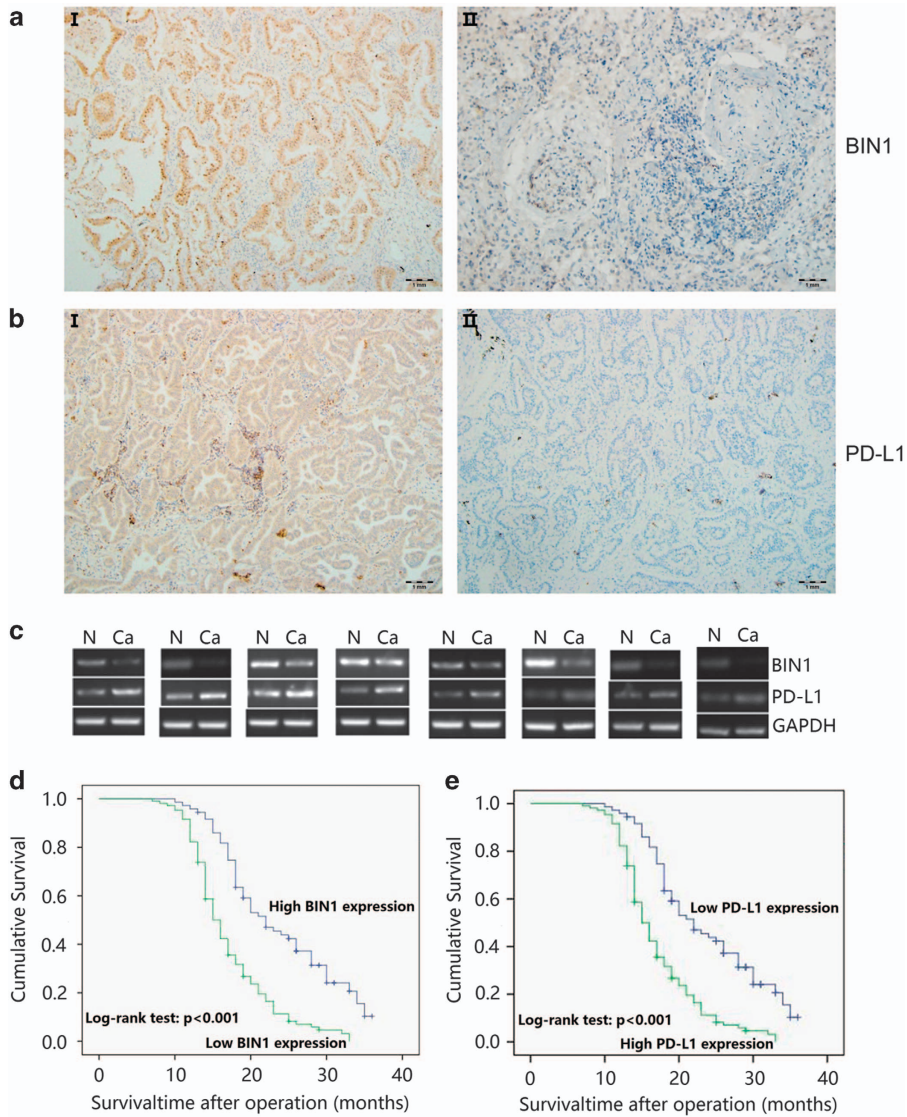 a
I
II
BIN1
1 mm
1 mm
b
I
II
PD-L1
1 mm
1 mm
c
N Ca N Ca N Ca N Ca N Ca N Ca N Ca N Ca
BIN1
PD-L1
GAPDH
d
1.0
0.8
0.6
0.4
0.2
0.0
Cumulative Survival
High BIN1 expression
Log-rank test: p<0.001
Low BIN1 expression
0 10 20 30 40
Survivaltime after operation (months)
e
1.0
0.8
0.6
0.4
0.2
0.0
Cumulative Survival
Low PD-L1 expression
Log-rank test: p<0.001
High PD-L1 expression
0 10 20 30 40
Survivaltime after operation (months)